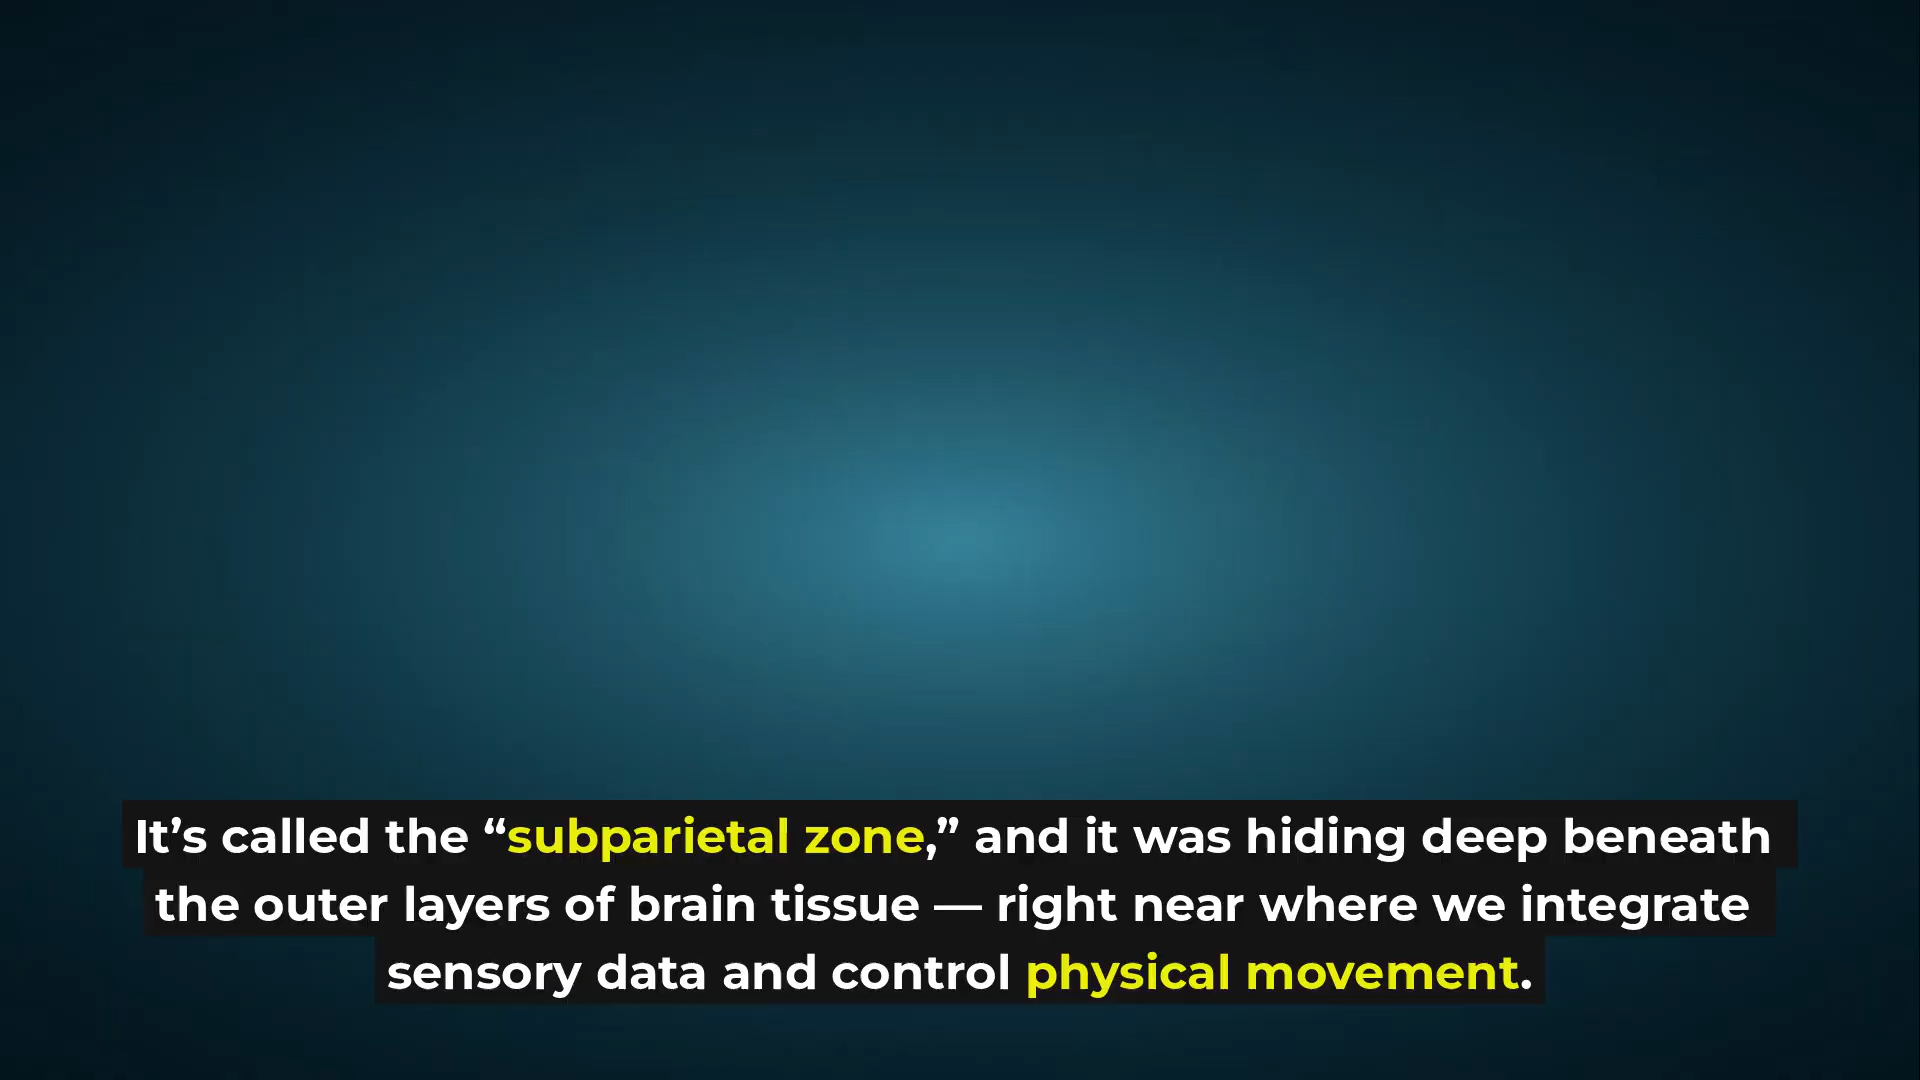 It’s called the “subparietal zone,” and it was hiding deep beneath
the outer layers of brain tissue — right near where we integrate
sensory data and control physical movement.